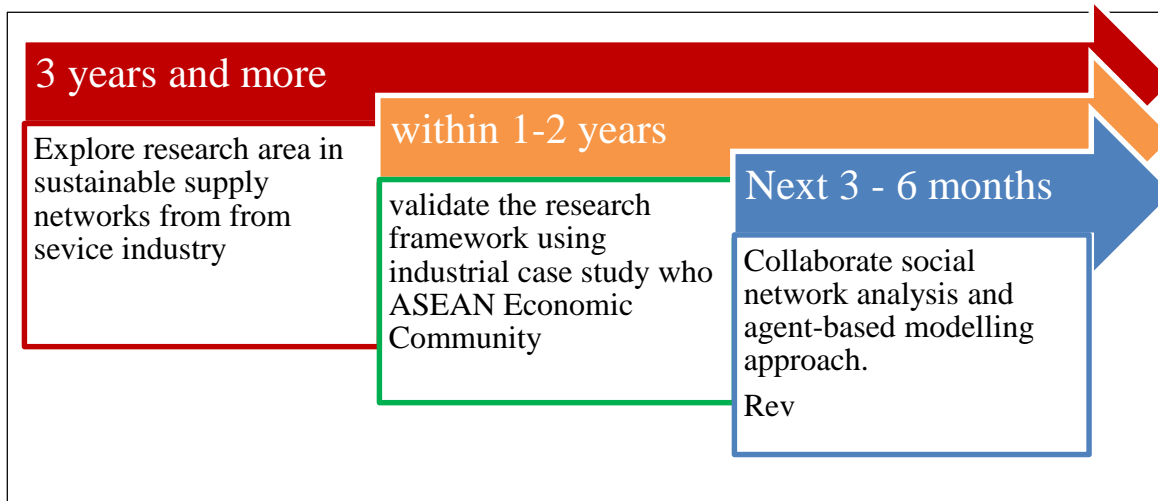 3 years and more
Explore research area in
sustainable supply
networks from from
sevice industry
within 1-2 years
validate the research
framework using
industrial case study who
ASEAN Economic
Community
Next 3 - 6 months
Collaborate social
network analysis and
agent-based modelling
approach.
Rev